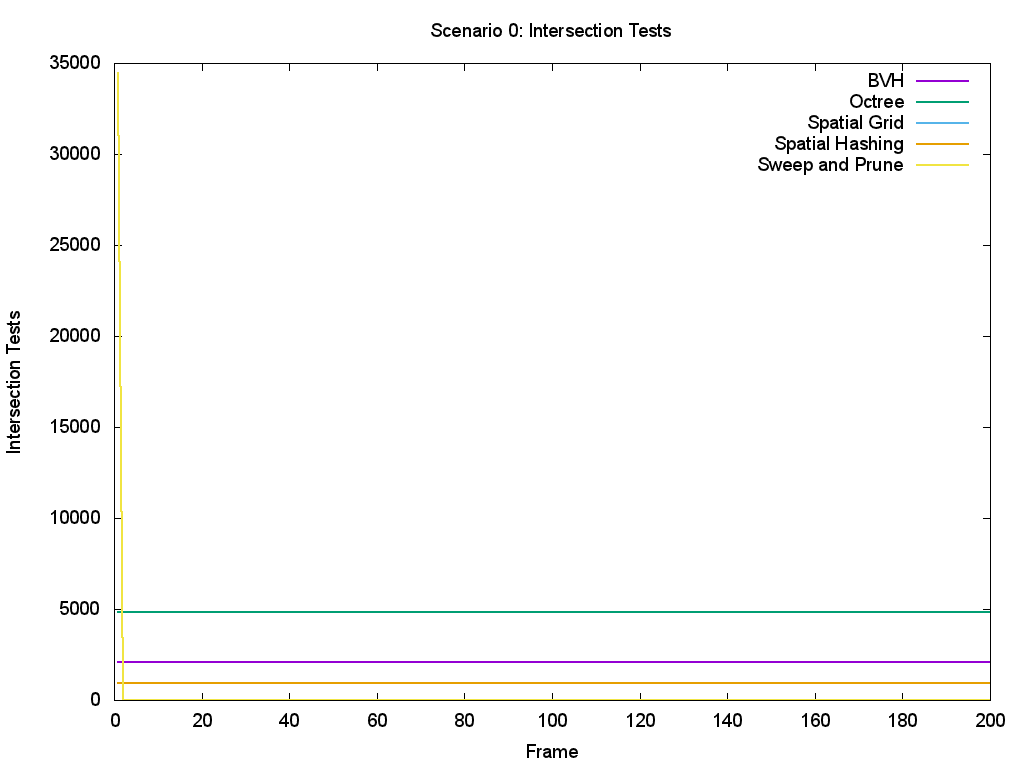 Scenario 0: Intersection Tests
35000
30000
25000
20000
15000
10000
5000
0
Intersection Tests
BVH
Octree
Spatial Grid
Spatial Hashing
Sweep and Prune
0 20 40 60 80 100 120 140 160 180 200
Frame